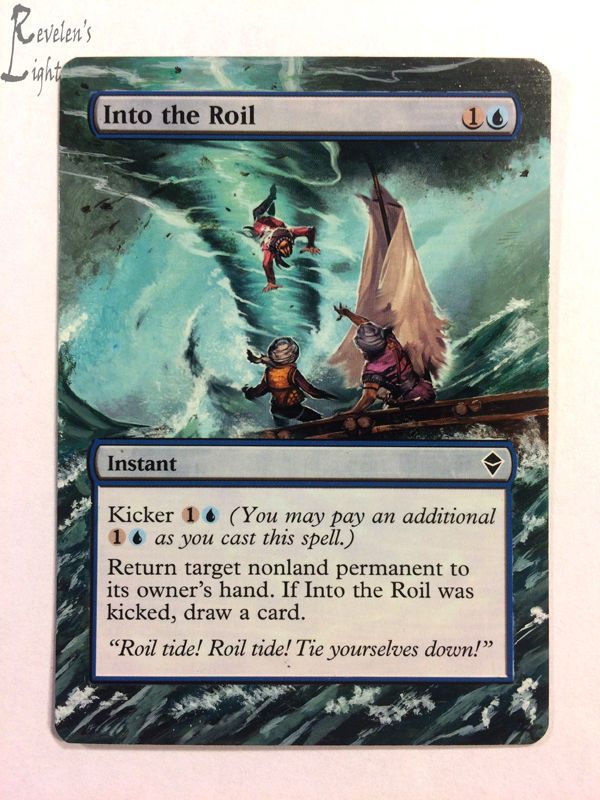 Revelen's
Light
Into the Roil
1
Instant
Kicker 1 (You may pay an additional
1 as you cast this spell.)
Return target nonland permanent to
its owner's hand. If Into the Roil was
kicked, draw a card.
"Roil tide! Roil tide! Tie yourselves down!"